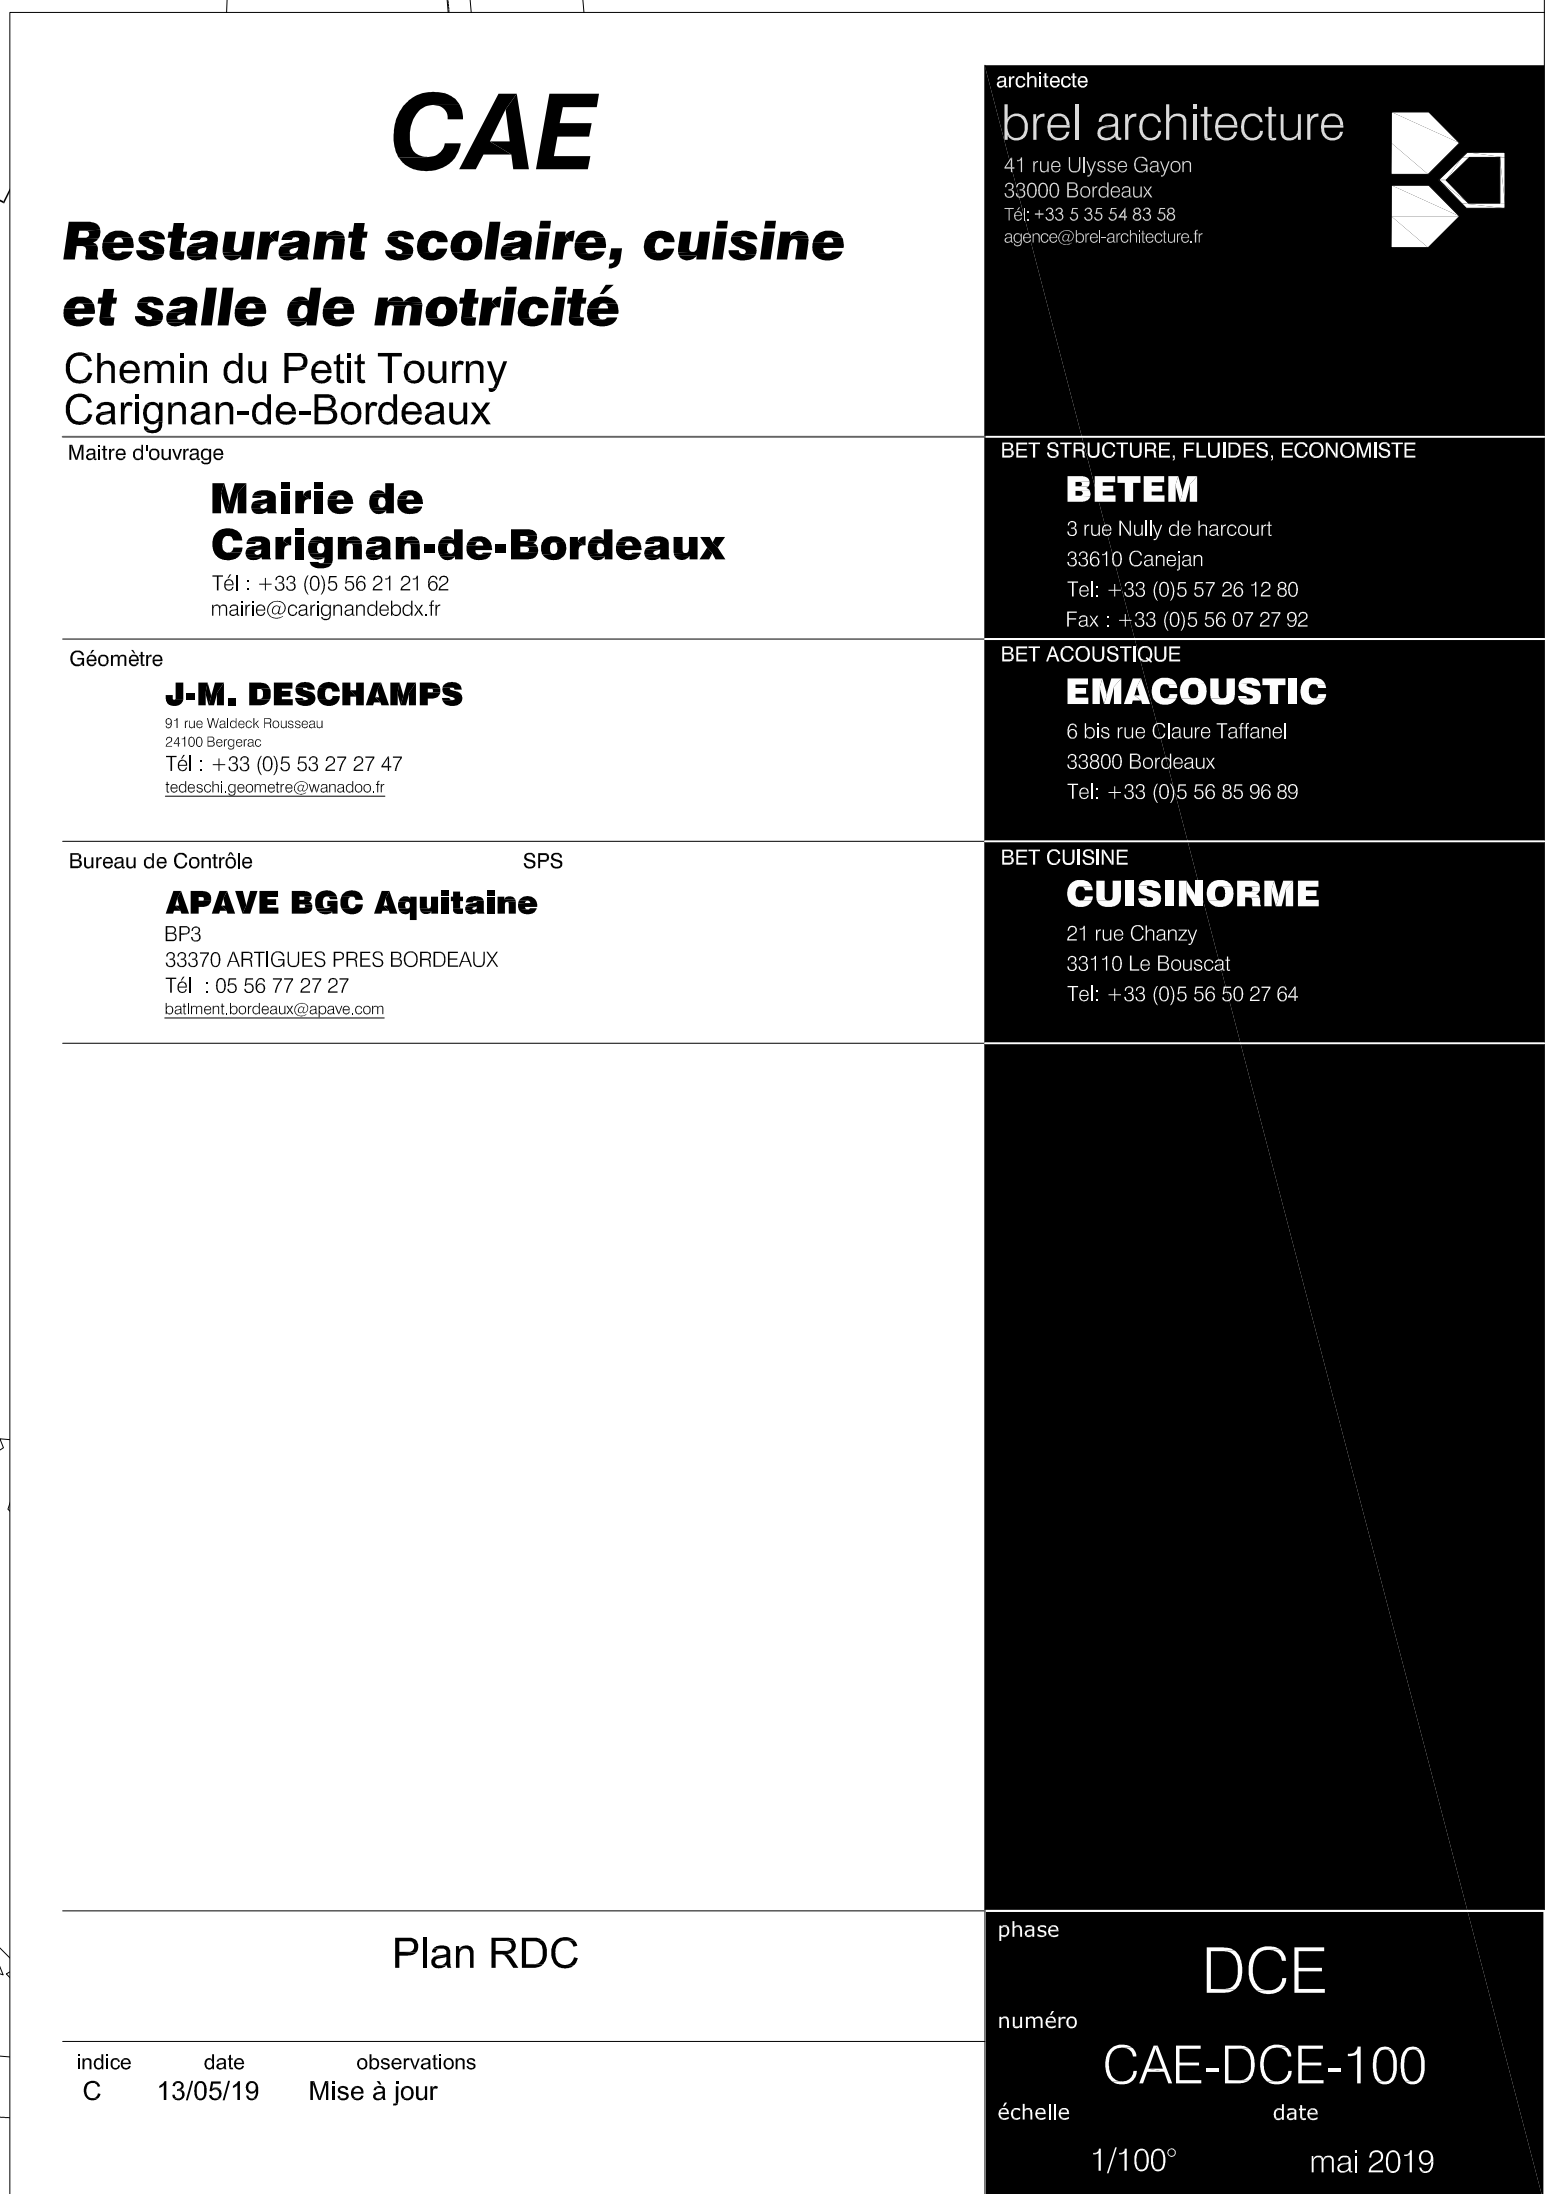 CAE
Restaurant scolaire, cuisine
et salle de motricité
Chemin du Petit Tourny
Carignan-de-Bordeaux
architecte
brel architecture
41 rue Ulysse Gayon
33000 Bordeaux
Tél: +33 5 35 54 83 58
agence@brel-architecture.fr
Maitre d'ouvrage
Mairie de
Carignan-de-Bordeaux
Tél : +33 (0)5 56 21 21 62
mairie@carignandebdx.fr
BET STRUCTURE, FLUIDES, ECONOMISTE
BETEM
3 rue Nully de harcourt
33610 Canejan
Tel: +33 (0)5 57 26 12 80
Fax : +33 (0)5 56 07 27 92
Géomètre
J-M. DESCHAMPS
91 rue Waldeck Rousseau
24100 Bergerac
Tél : +33 (0)5 53 27 27 47
tedeschi.geometre@wanadoo.fr
BET ACOUSTIQUE
EMACOUSTIC
6 bis rue Claure Taffanel
33800 Bordeaux
Tel: +33 (0)5 56 85 96 89
Bureau de Contrôle SPS
APAVE BGC Aquitaine
BP3
33370 ARTIGUES PRES BORDEAUX
Tél : 05 56 77 27 27
batiment.bordeaux@apave.com
BET CUISINE
CUISINORME
21 rue Chanzy
33110 Le Bouscat
Tel: +33 (0)5 56 50 27 64
Plan RDC
indice date observations
C 13/05/19 Mise à jour
phase
DCE
numéro
CAE-DCE-100
échelle date
1/100° mai 2019